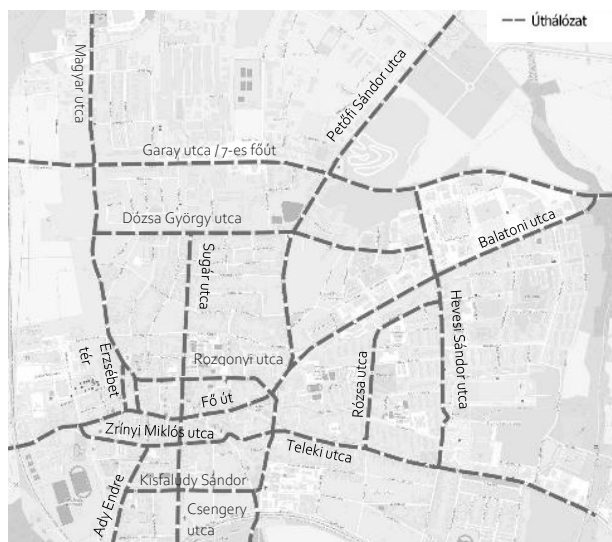 Úthálózat
Magyar utca
Petőfi Sándor utca
Garay utca / 7-es főút
Dózsa György utca
Sugár utca
Balatoni utca
Hevesi Sándor utca
Erzsébet
tér
Rozgonyi utca
Rózsa utca
Fő út
Zrínyi Miklós utca
Teleki utca
Ady Endre
Kisfaludy Sándor
Csengery
utca